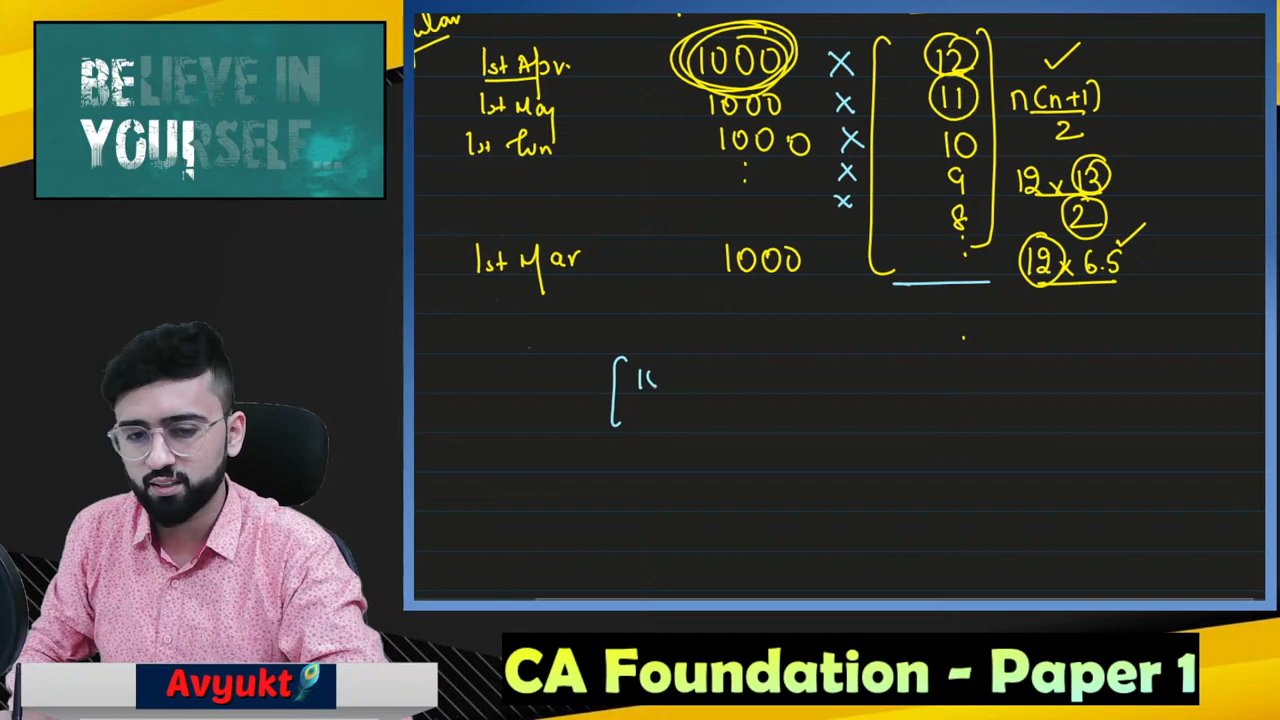 BELIEVE IN
YOURSELF...
1st Apr. 1000 × 12 ✓
1st May 1000 × 11 n(n+1)
2
1st Jun 1000 × 10
⋮ × 9 12 × 13
× 8 2
⋮
1st Mar 1000 12 × 6.5 ✓
Avyukt
CA Foundation - Paper 1